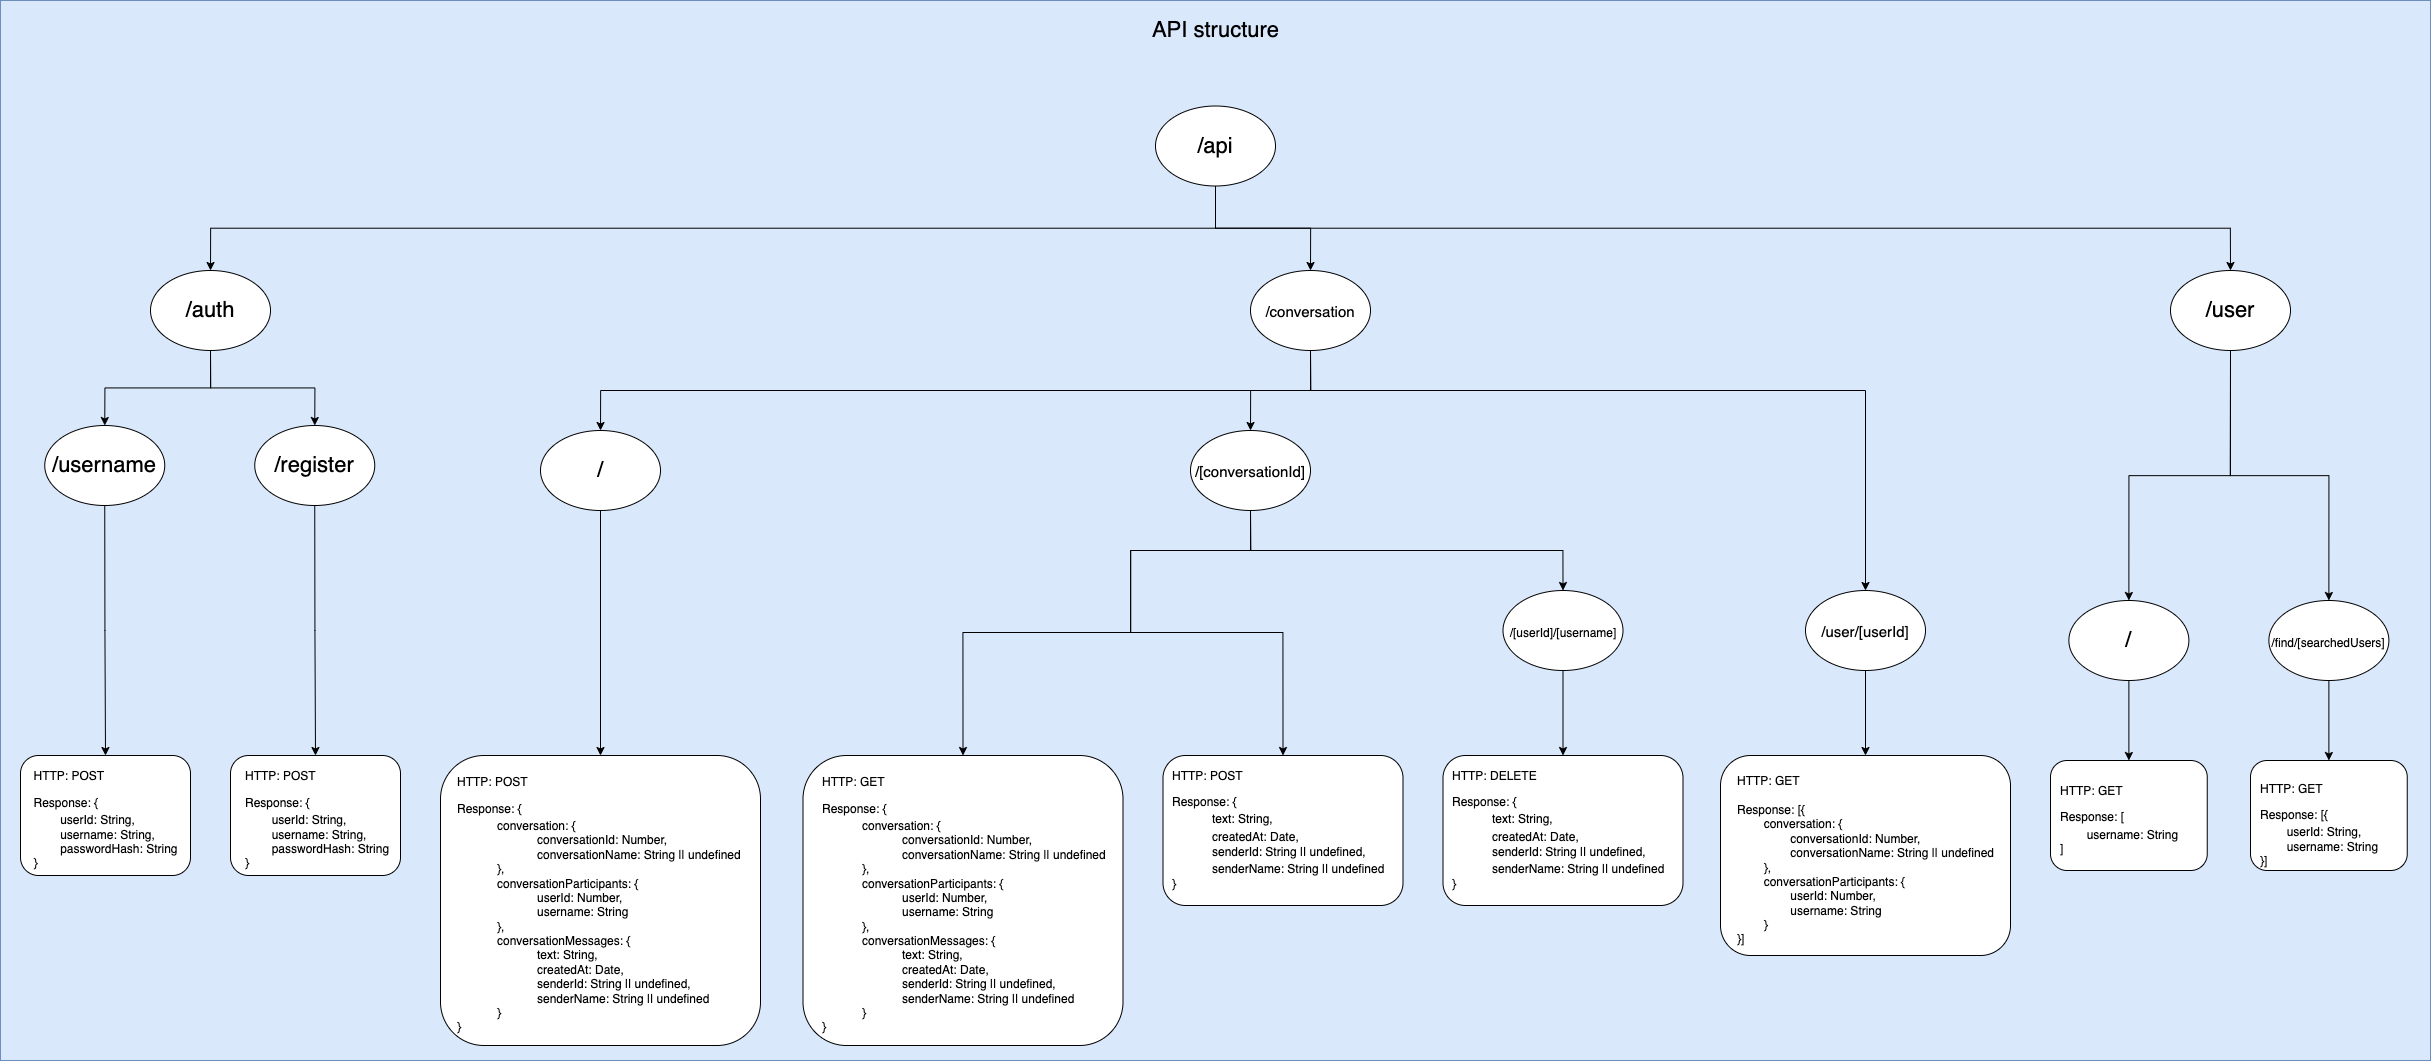 API structure
/api
/auth
/conversation
/user
/username
/register
/
/[conversationId]
/[userId]/[username]
/user/[userId]
/
/find/[searchedUsers]
HTTP: POST
Response: {
userId: String,
username: String,
passwordHash: String
}
HTTP: POST
Response: {
userId: String,
username: String,
passwordHash: String
}
HTTP: POST
Response: {
conversation: {
conversationId: Number,
conversationName: String || undefined
},
conversationParticipants: {
userId: Number,
username: String
},
conversationMessages: {
text: String,
createdAt: Date,
senderId: String || undefined,
senderName: String || undefined
}
}
HTTP: GET
Response: {
conversation: {
conversationId: Number,
conversationName: String || undefined
},
conversationParticipants: {
userId: Number,
username: String
},
conversationMessages: {
text: String,
createdAt: Date,
senderId: String || undefined,
senderName: String || undefined
}
}
HTTP: POST
Response: {
text: String,
createdAt: Date,
senderId: String || undefined,
senderName: String || undefined
}
HTTP: DELETE
Response: {
text: String,
createdAt: Date,
senderId: String || undefined,
senderName: String || undefined
}
HTTP: GET
Response: [{
conversation: {
conversationId: Number,
conversationName: String || undefined
},
conversationParticipants: {
userId: Number,
username: String
}
}]
HTTP: GET
Response: [
username: String
]
HTTP: GET
Response: [{
userId: String,
username: String
}]